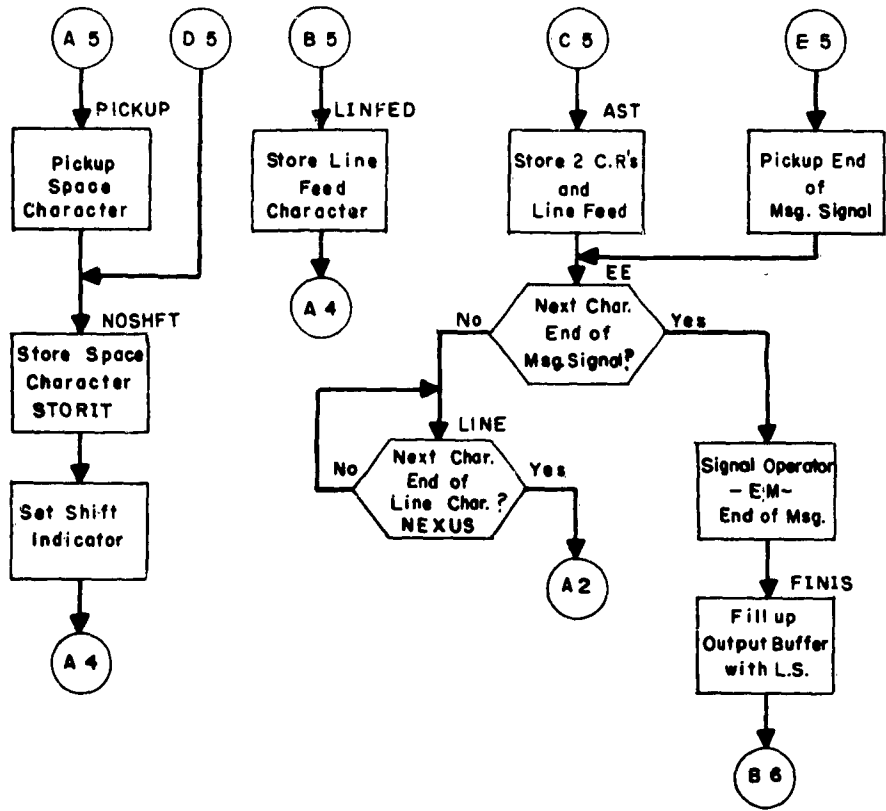 A 5
D 5
B 5
C 5
E 5
PICKUP
LINFED
AST
Pickup
Space
Character
Store Line
Feed
Character
Store 2 C.R's
and
Line Feed
Pickup End
of
Msg. Signal
A 4
EE
NOSHFT
Next Char.
End of
Msg. Signal?
No
Yes
Store Space
Character
STORIT
LINE
Next Char.
End of
Line Char. ?
NEXUS
No
Yes
Signal Operator
- E:M~
End of Msg.
Set Shift
Indicator
A 2
FINIS
Fill up
Output Buffer
with L.S.
A 4
B 6